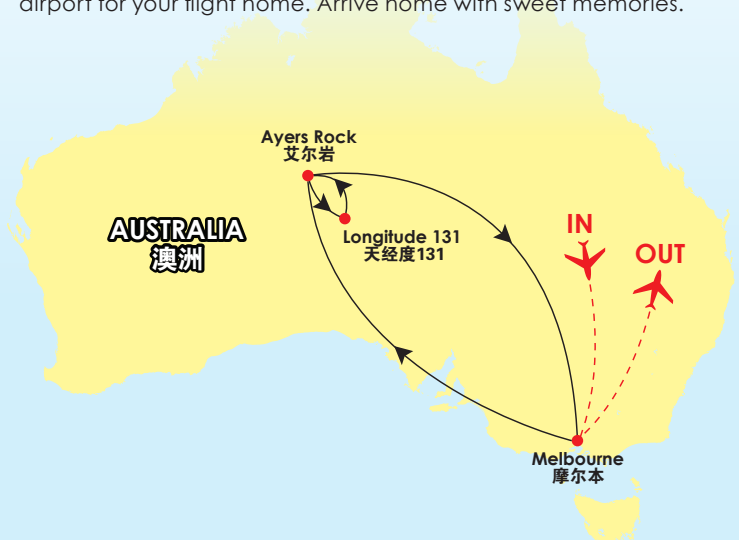 airport for your flight home. Arrive home with sweet memories.
Ayers Rock
艾尔岩
AUSTRALIA
澳洲
Longitude 131
天经度131
IN
OUT
Melbourne
摩尔本